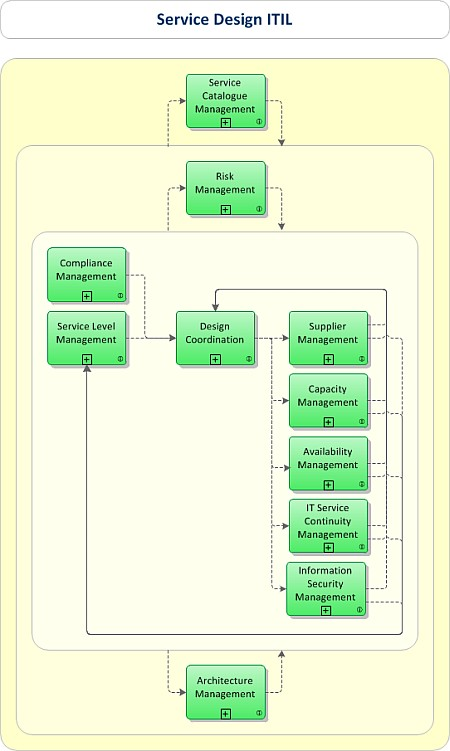 Service Design ITIL
Service
Catalogue
Management
Risk
Management
Compliance
Management
Service Level
Management
Design
Coordination
Supplier
Management
Capacity
Management
Availability
Management
IT Service
Continuity
Management
Information
Security
Management
Architecture
Management